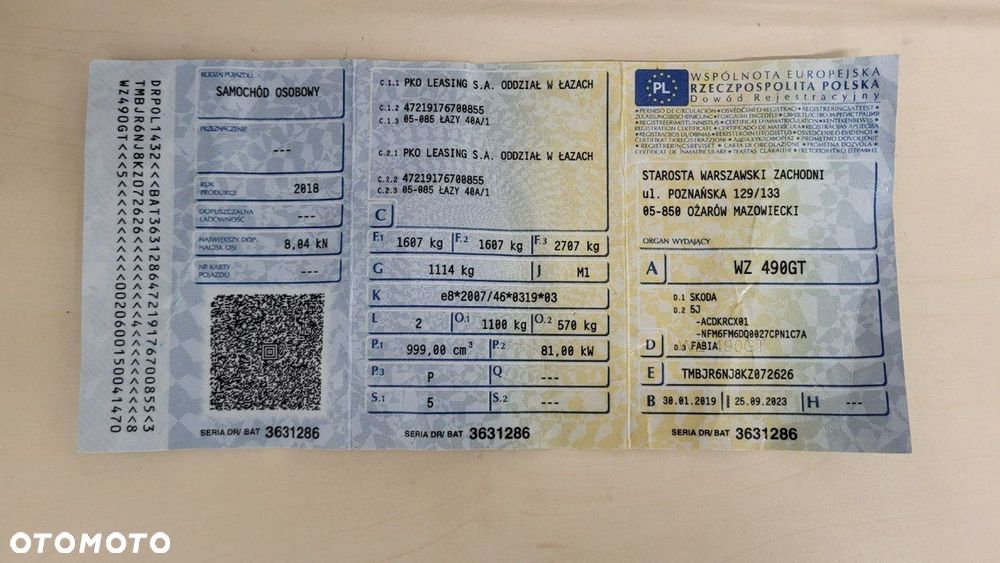 DRPOL1432<<BAT36312864721917670085S<3
TMBJR6NJ8KZ072626<<<<<<<<<<4<<<<<<<8
WZ490GT<<<5<<<<<<<<<<<0020600015004147O
RODZAJ POJAZDU
SAMOCHÓD OSOBOWY
PRZEZNACZENIE
---
ROK PRODUKCJI 2018
DOPUSZCZALNA ŁADOWNOŚĆ ---
NAJWIĘKSZY DOP. NACISK OSI 8,04 kN
NR KARTY POJAZDU ---
SERIA DR/ BAT 3631286
C.1.1 PKO LEASING S.A. ODDZIAŁ W ŁAZACH
C.1.2 47219176700855
C.1.3 05-085 ŁAZY 40A/1
C.2.1 PKO LEASING S.A. ODDZIAŁ W ŁAZACH
C.2.2 47219176700855
C.2.3 05-085 ŁAZY 40A/1
C
F.1 1607 kg F.2 1607 kg F.3 2707 kg
G 1114 kg J M1
K e8*2007/46*0319*03
L 2 O.1 1100 kg O.2 570 kg
P.1 999,00 cm³ P.2 81,00 kW
P.3 P Q ---
S.1 5 S.2 ---
SERIA DR/ BAT 3631286
PL
WSPÓLNOTA EUROPEJSKA
RZECZPOSPOLITA POLSKA
Dowód Rejestracyjny
STAROSTA WARSZAWSKI ZACHODNI
ul. POZNAŃSKA 129/133
05-850 OŻARÓW MAZOWIECKI
ORGAN WYDAJĄCY
A WZ 490GT
D.1 SKODA
D.2 5J
-ACDKRCX01
-NFM6FM6DQ0027CPN1C7A
D D.3 FABIA
E TMBJR6NJ8KZ072626
B 30.01.2019 I 25.09.2023 H ---
SERIA DR/ BAT 3631286
OTOMOTO